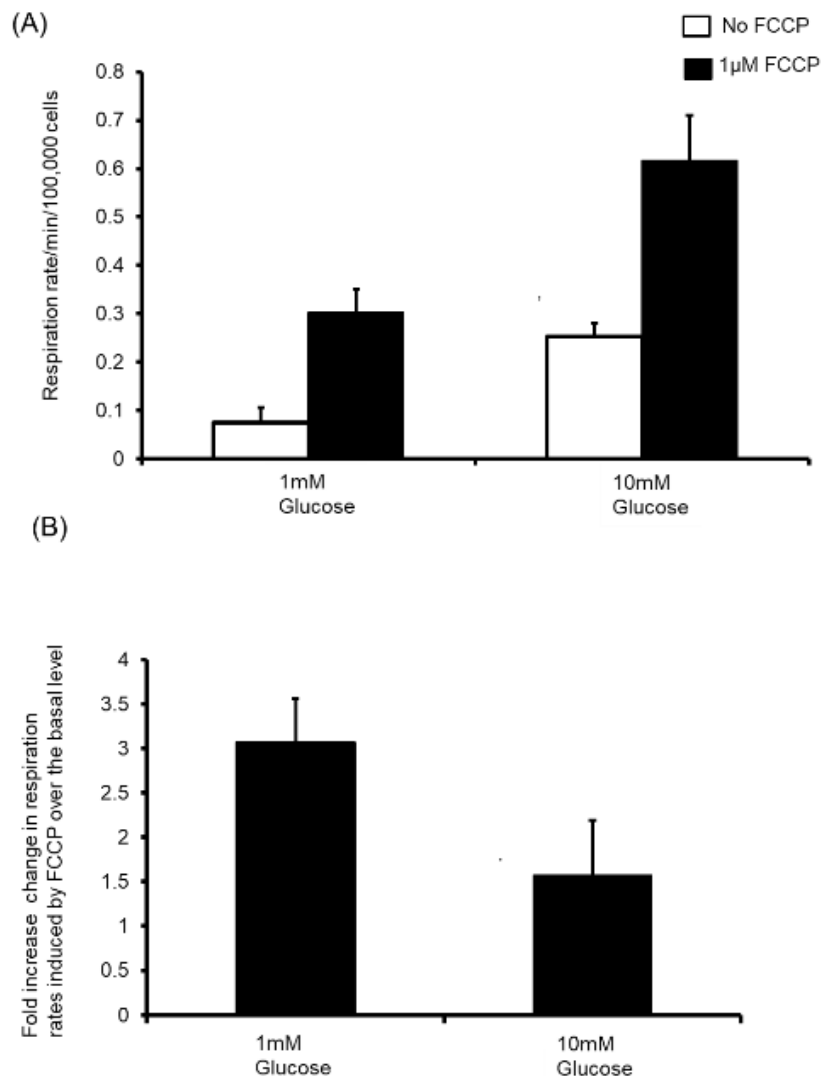 (A)
No FCCP
1µM FCCP
Respiration rate/min/100,000 cells
0.8
0.7
0.6
0.5
0.4
0.3
0.2
0.1
0
1mM
Glucose
10mM
Glucose
(B)
Fold increase change in respiration
rates induced by FCCP over the basal level
4
3.5
3
2.5
2
1.5
1
0.5
0
1mM
Glucose
10mM
Glucose